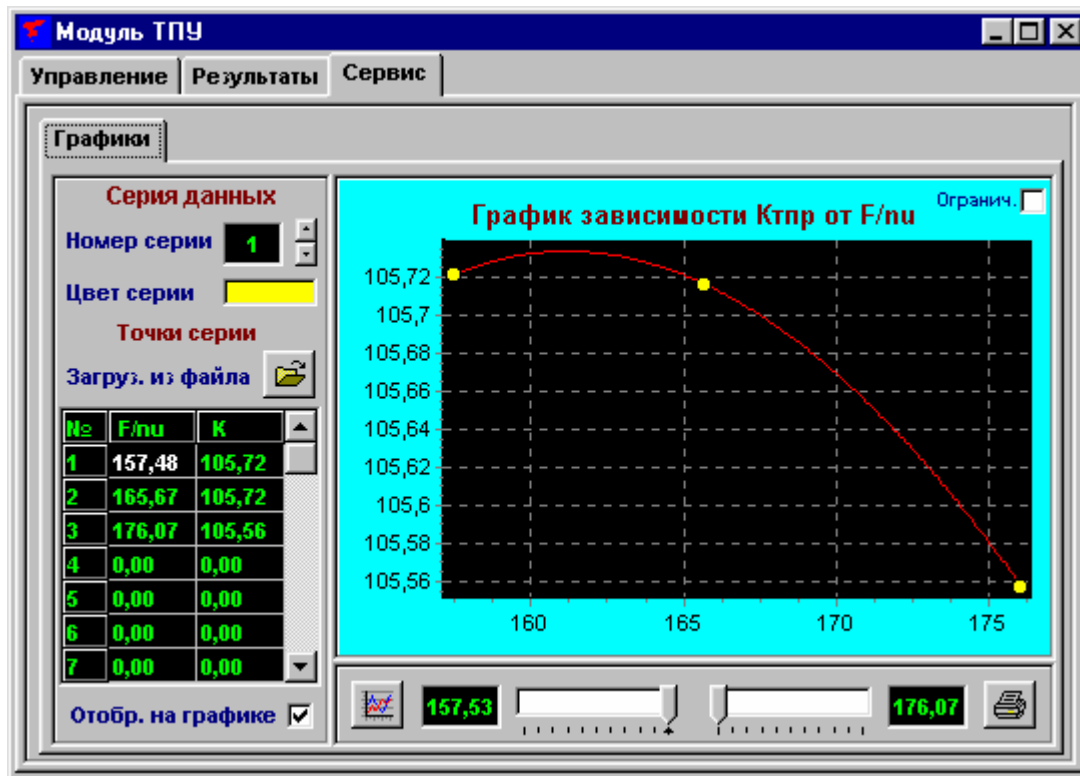 Модуль ТПУ
Управление Результаты Сервис
Графики
Серия данных
Номер серии 1
Цвет серии
Точки серии
Загруз. из файла
№ F/nu К
1 157,48 105,72
2 165,67 105,72
3 176,07 105,56
4 0,00 0,00
5 0,00 0,00
6 0,00 0,00
7 0,00 0,00
Отобр. на графике
Огранич.
График зависимости Ктпр от F/nu
105,72
105,7
105,68
105,66
105,64
105,62
105,6
105,58
105,56
160 165 170 175
157,53 176,07